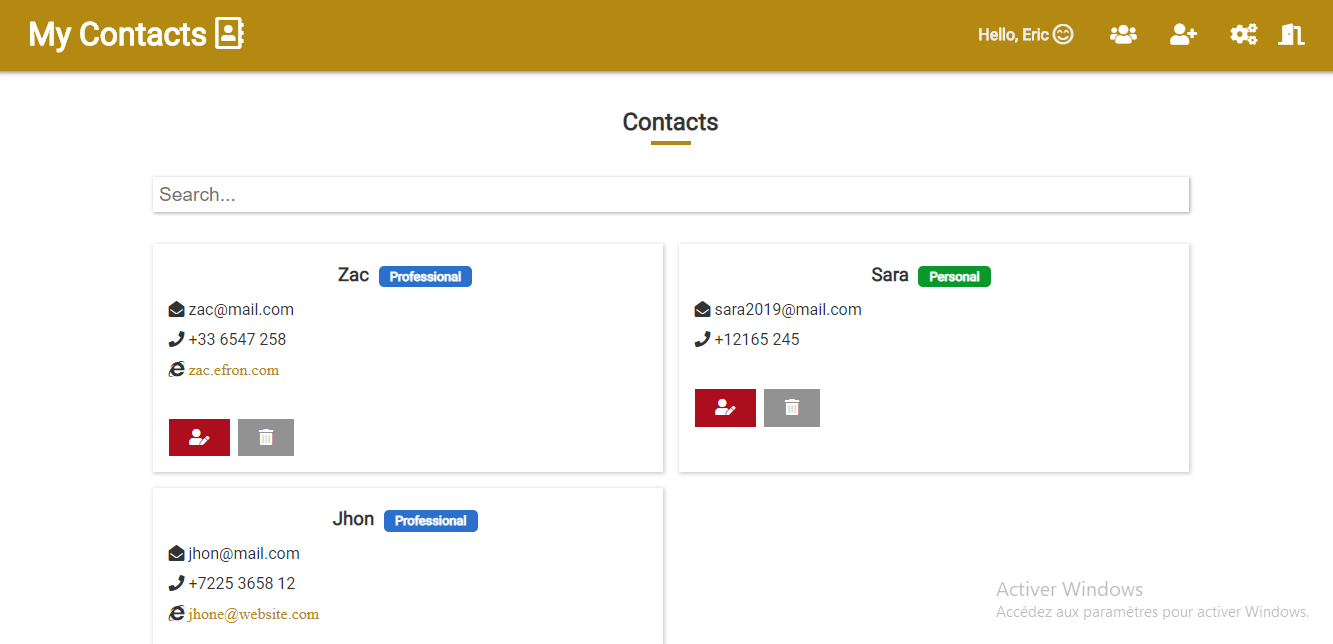 My Contacts
Hello, Eric
Contacts
Search...
Zac Professional
zac@mail.com
+33 6547 258
zac.efron.com
Sara Personal
sara2019@mail.com
+12165 245
Jhon Professional
jhon@mail.com
+7225 3658 12
jhone@website.com
Activer Windows
Accédez aux paramètres pour activer Windows.